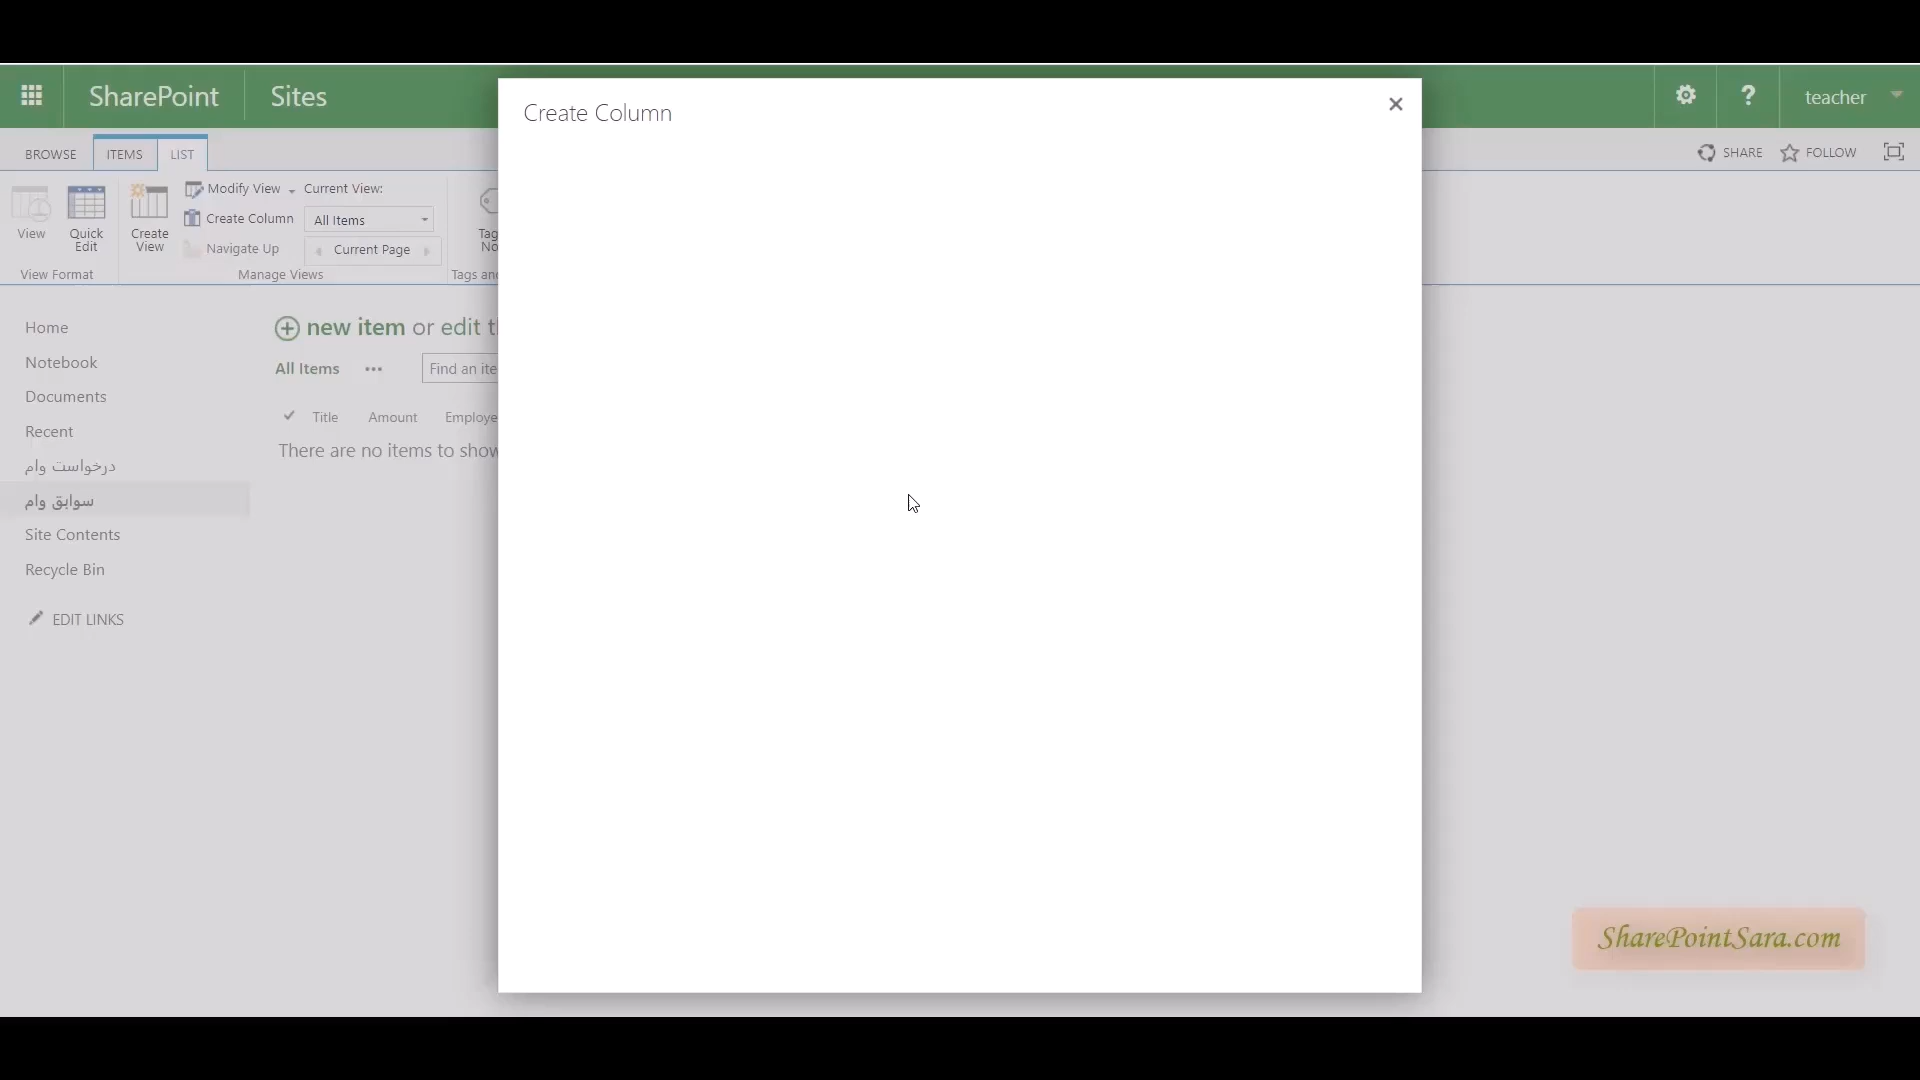 SharePoint
Sites
Create Column
?
teacher
BROWSE
ITEMS
LIST
SHARE
FOLLOW
View
Quick
Edit
Create
View
Modify View
Create Column
Navigate Up
Current View:
All Items
Current Page
View Format
Manage Views
Tags and
new item or edit
All Items
Find an
Title
Amount
There are no items to show
Home
Notebook
Documents
Recent
درخواست وام
سوابق وام
Site Contents
Recycle Bin
EDIT LINKS
SharePointSara.com